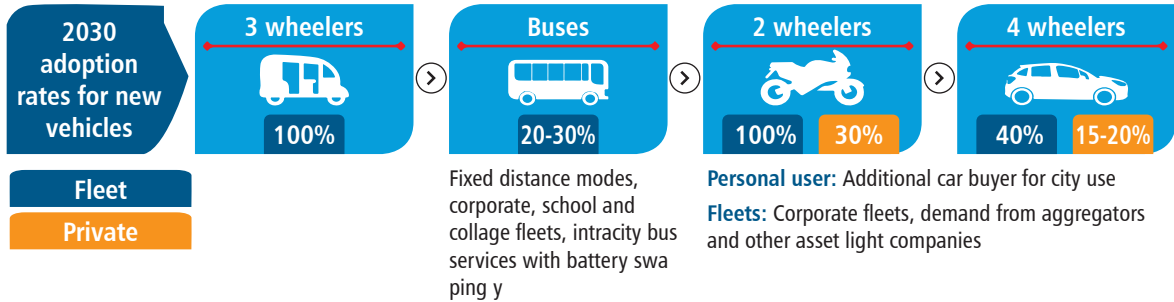 2030
adoption
rates for new
vehicles
3 wheelers
100%
Buses
20-30%
2 wheelers
100%
30%
4 wheelers
40%
15-20%
Fleet
Private
Fixed distance modes,
corporate, school and
collage fleets, intracity bus
services with battery swa
ping y
Personal user: Additional car buyer for city use
Fleets: Corporate fleets, demand from aggregators
and other asset light companies